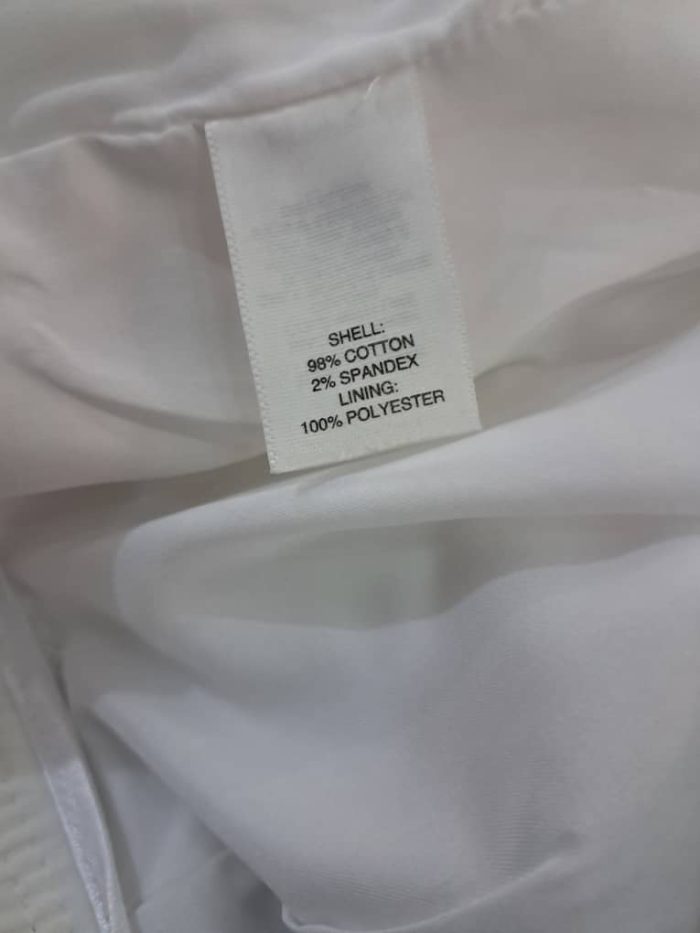 SHELL:
98% COTTON
2% SPANDEX
LINING:
100% POLYESTER